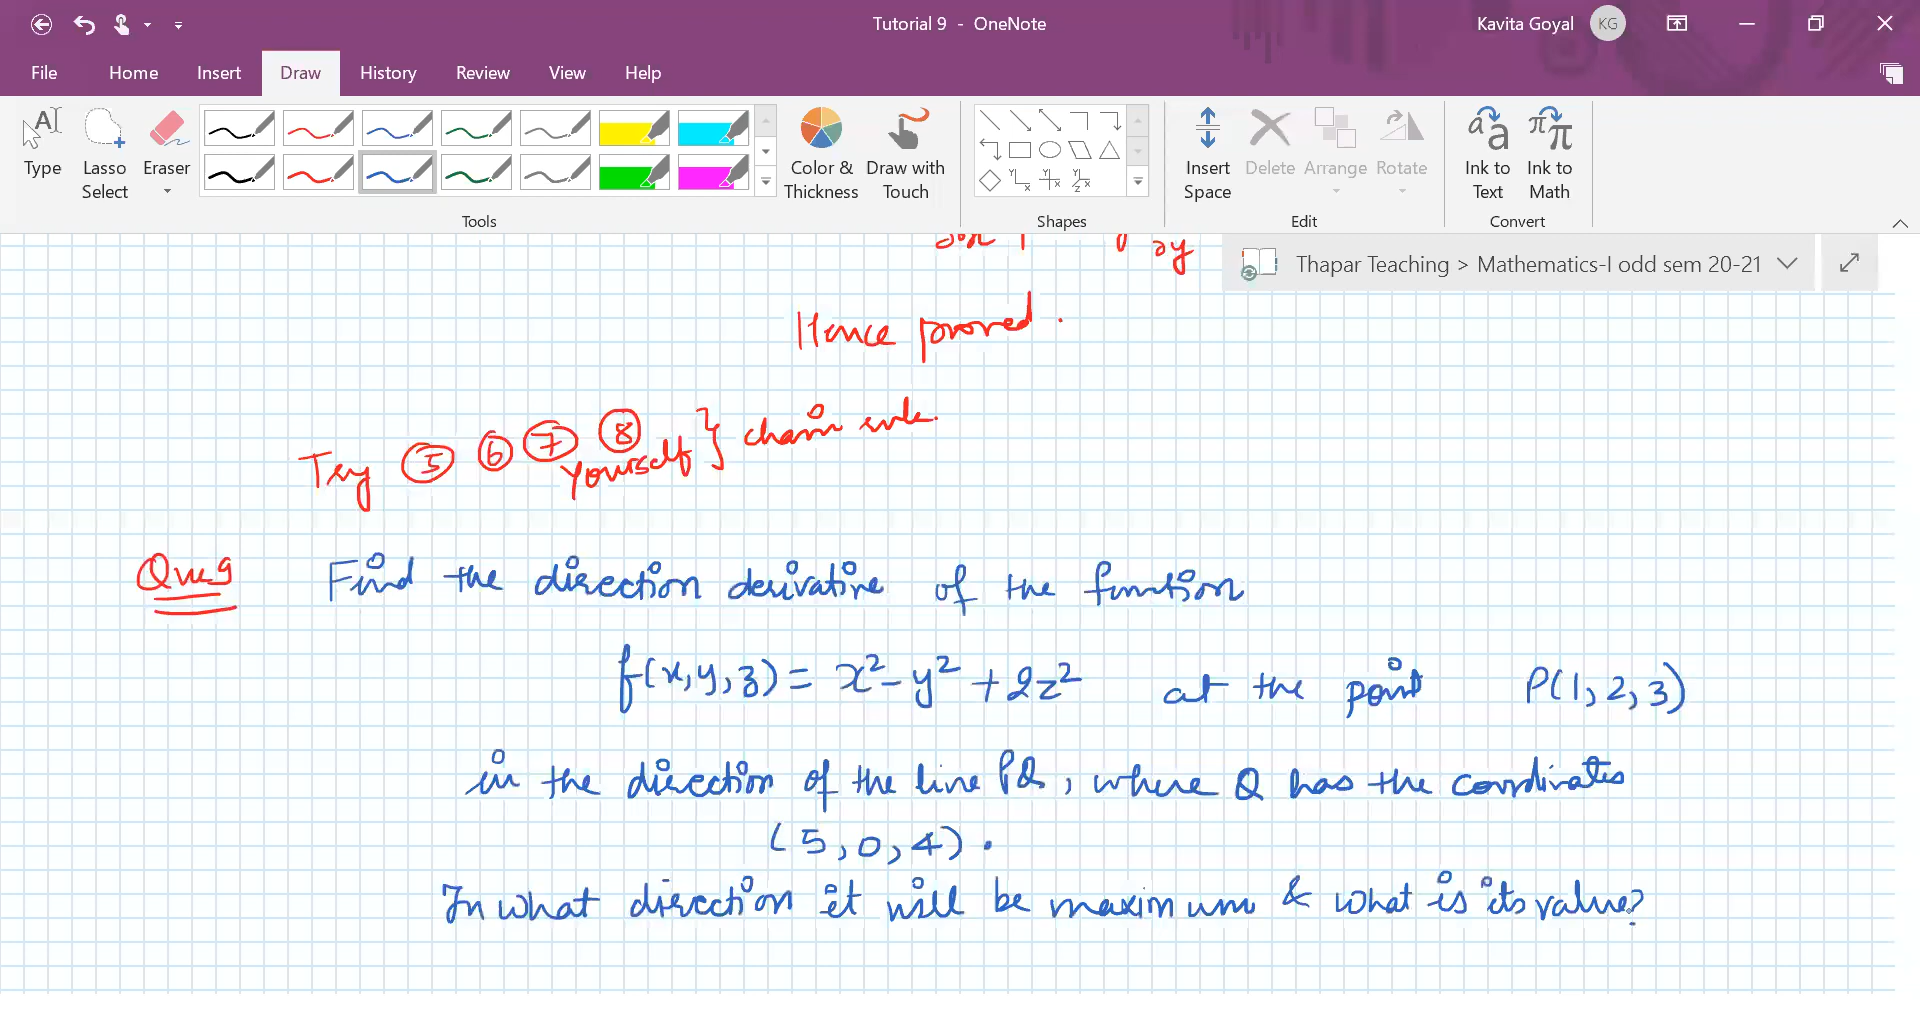 Tutorial 9 - OneNote
Kavita Goyal KG
File Home Insert Draw History Review View Help
Type Lasso Select Eraser
Color & Thickness Draw with Touch
Insert Space Delete Arrange Rotate
Ink to Text Ink to Math
Tools Shapes Edit Convert
Thapar Teaching > Mathematics-I odd sem 20-21
Hence proved.
Try 5 6 7 8 yourself } chain rule.
Ques 9 Find the direction derivative of the function
f(x,y,z) = x² - y² + 2z² at the point P(1,2,3)
in the direction of the line PQ, where Q has the coordinates
(5,0,4).
In what direction it will be maximum & what is its value?